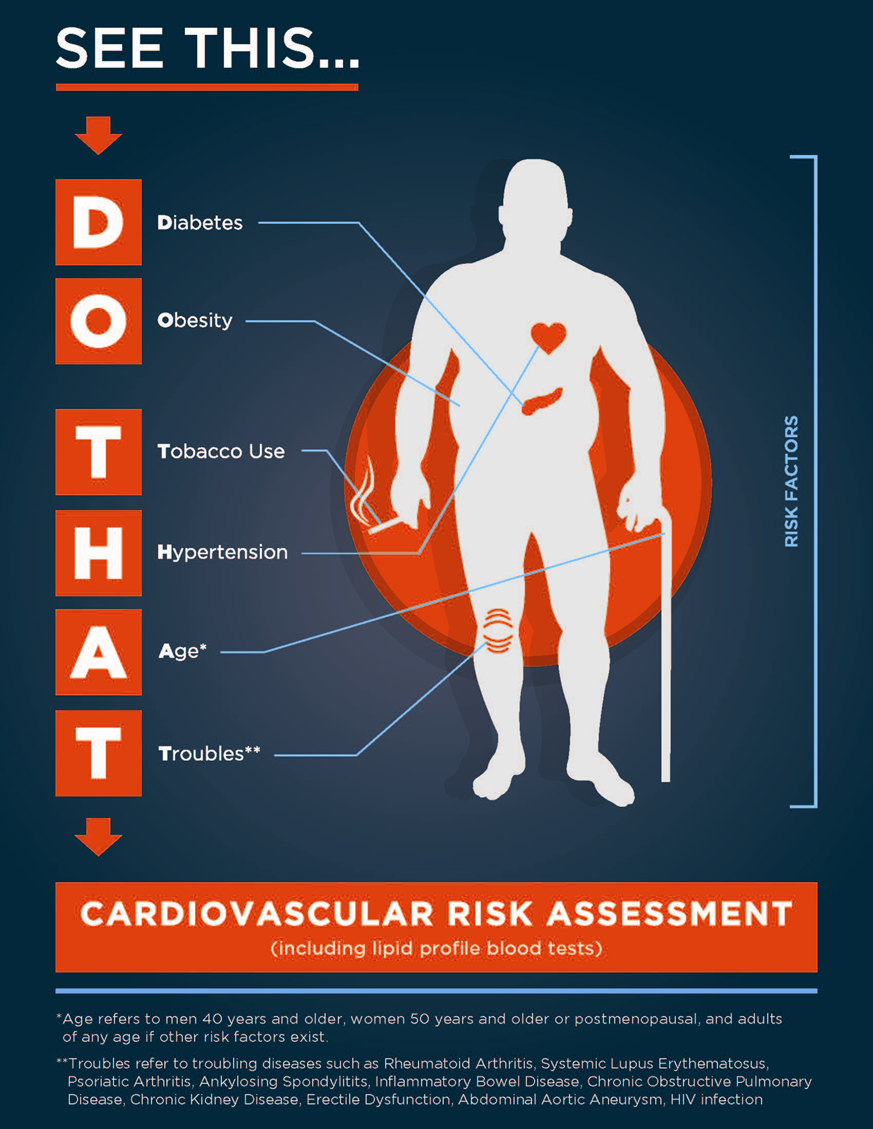 SEE THIS...
D
Diabetes
O
Obesity
T
Tobacco Use
H
Hypertension
A
Age*
T
Troubles**
RISK FACTORS
CARDIOVASCULAR RISK ASSESSMENT
(including lipid profile blood tests)
*Age refers to men 40 years and older, women 50 years and older or postmenopausal, and adults
of any age if other risk factors exist.
**Troubles refer to troubling diseases such as Rheumatoid Arthritis, Systemic Lupus Erythematosus,
Psoriatic Arthritis, Ankylosing Spondylitits, Inflammatory Bowel Disease, Chronic Obstructive Pulmonary
Disease, Chronic Kidney Disease, Erectile Dysfunction, Abdominal Aortic Aneurysm, HIV infection